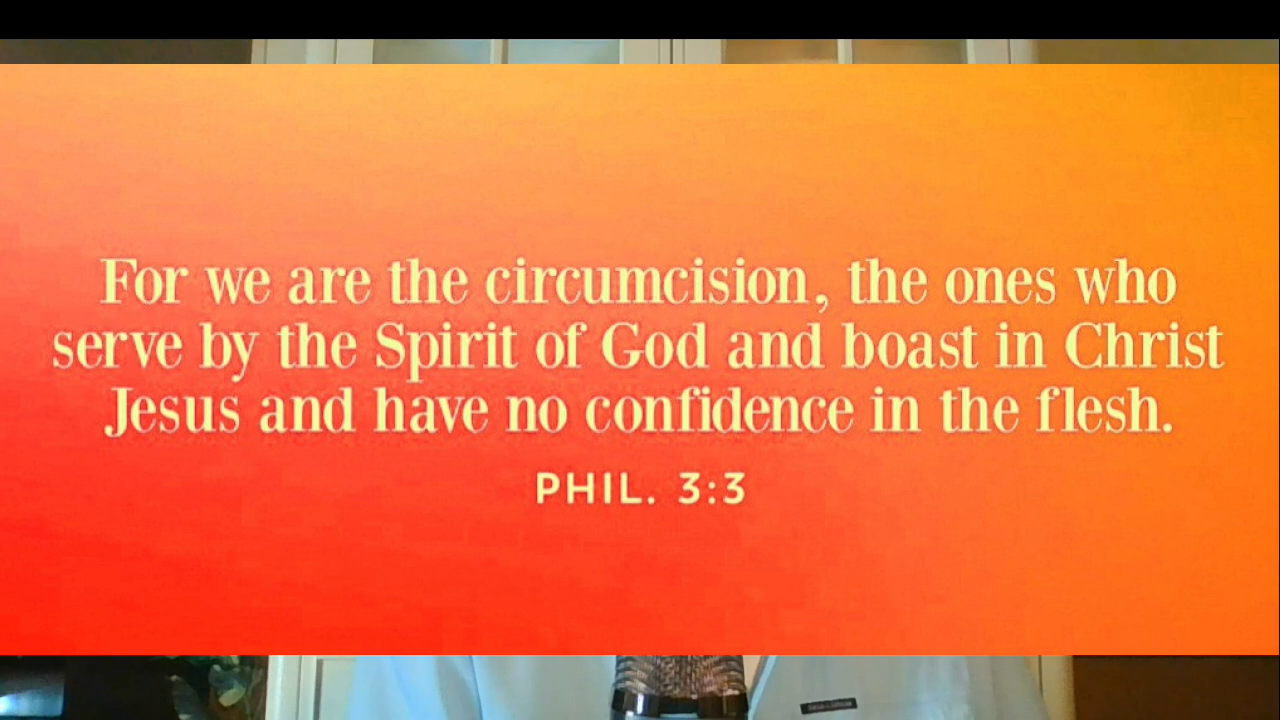 For we are the circumcision, the ones who
serve by the Spirit of God and boast in Christ
Jesus and have no confidence in the flesh.
PHIL. 3:3